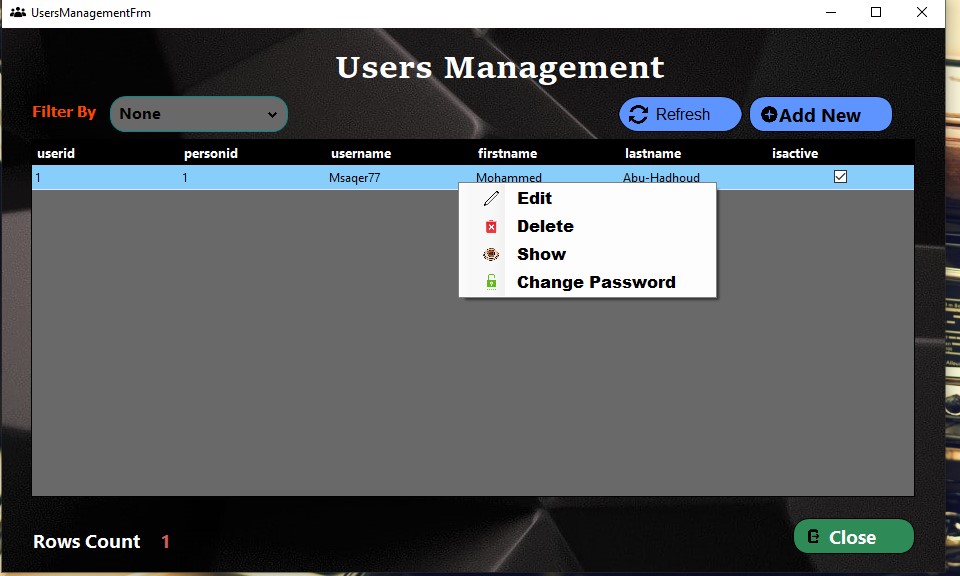 UsersManagementFrm
Users Management
Filter By None Refresh Add New
userid personid username firstname lastname isactive
1 1 Msaqer77 Mohammed Abu-Hadhoud
Edit
Delete
Show
Change Password
Rows Count 1
Close